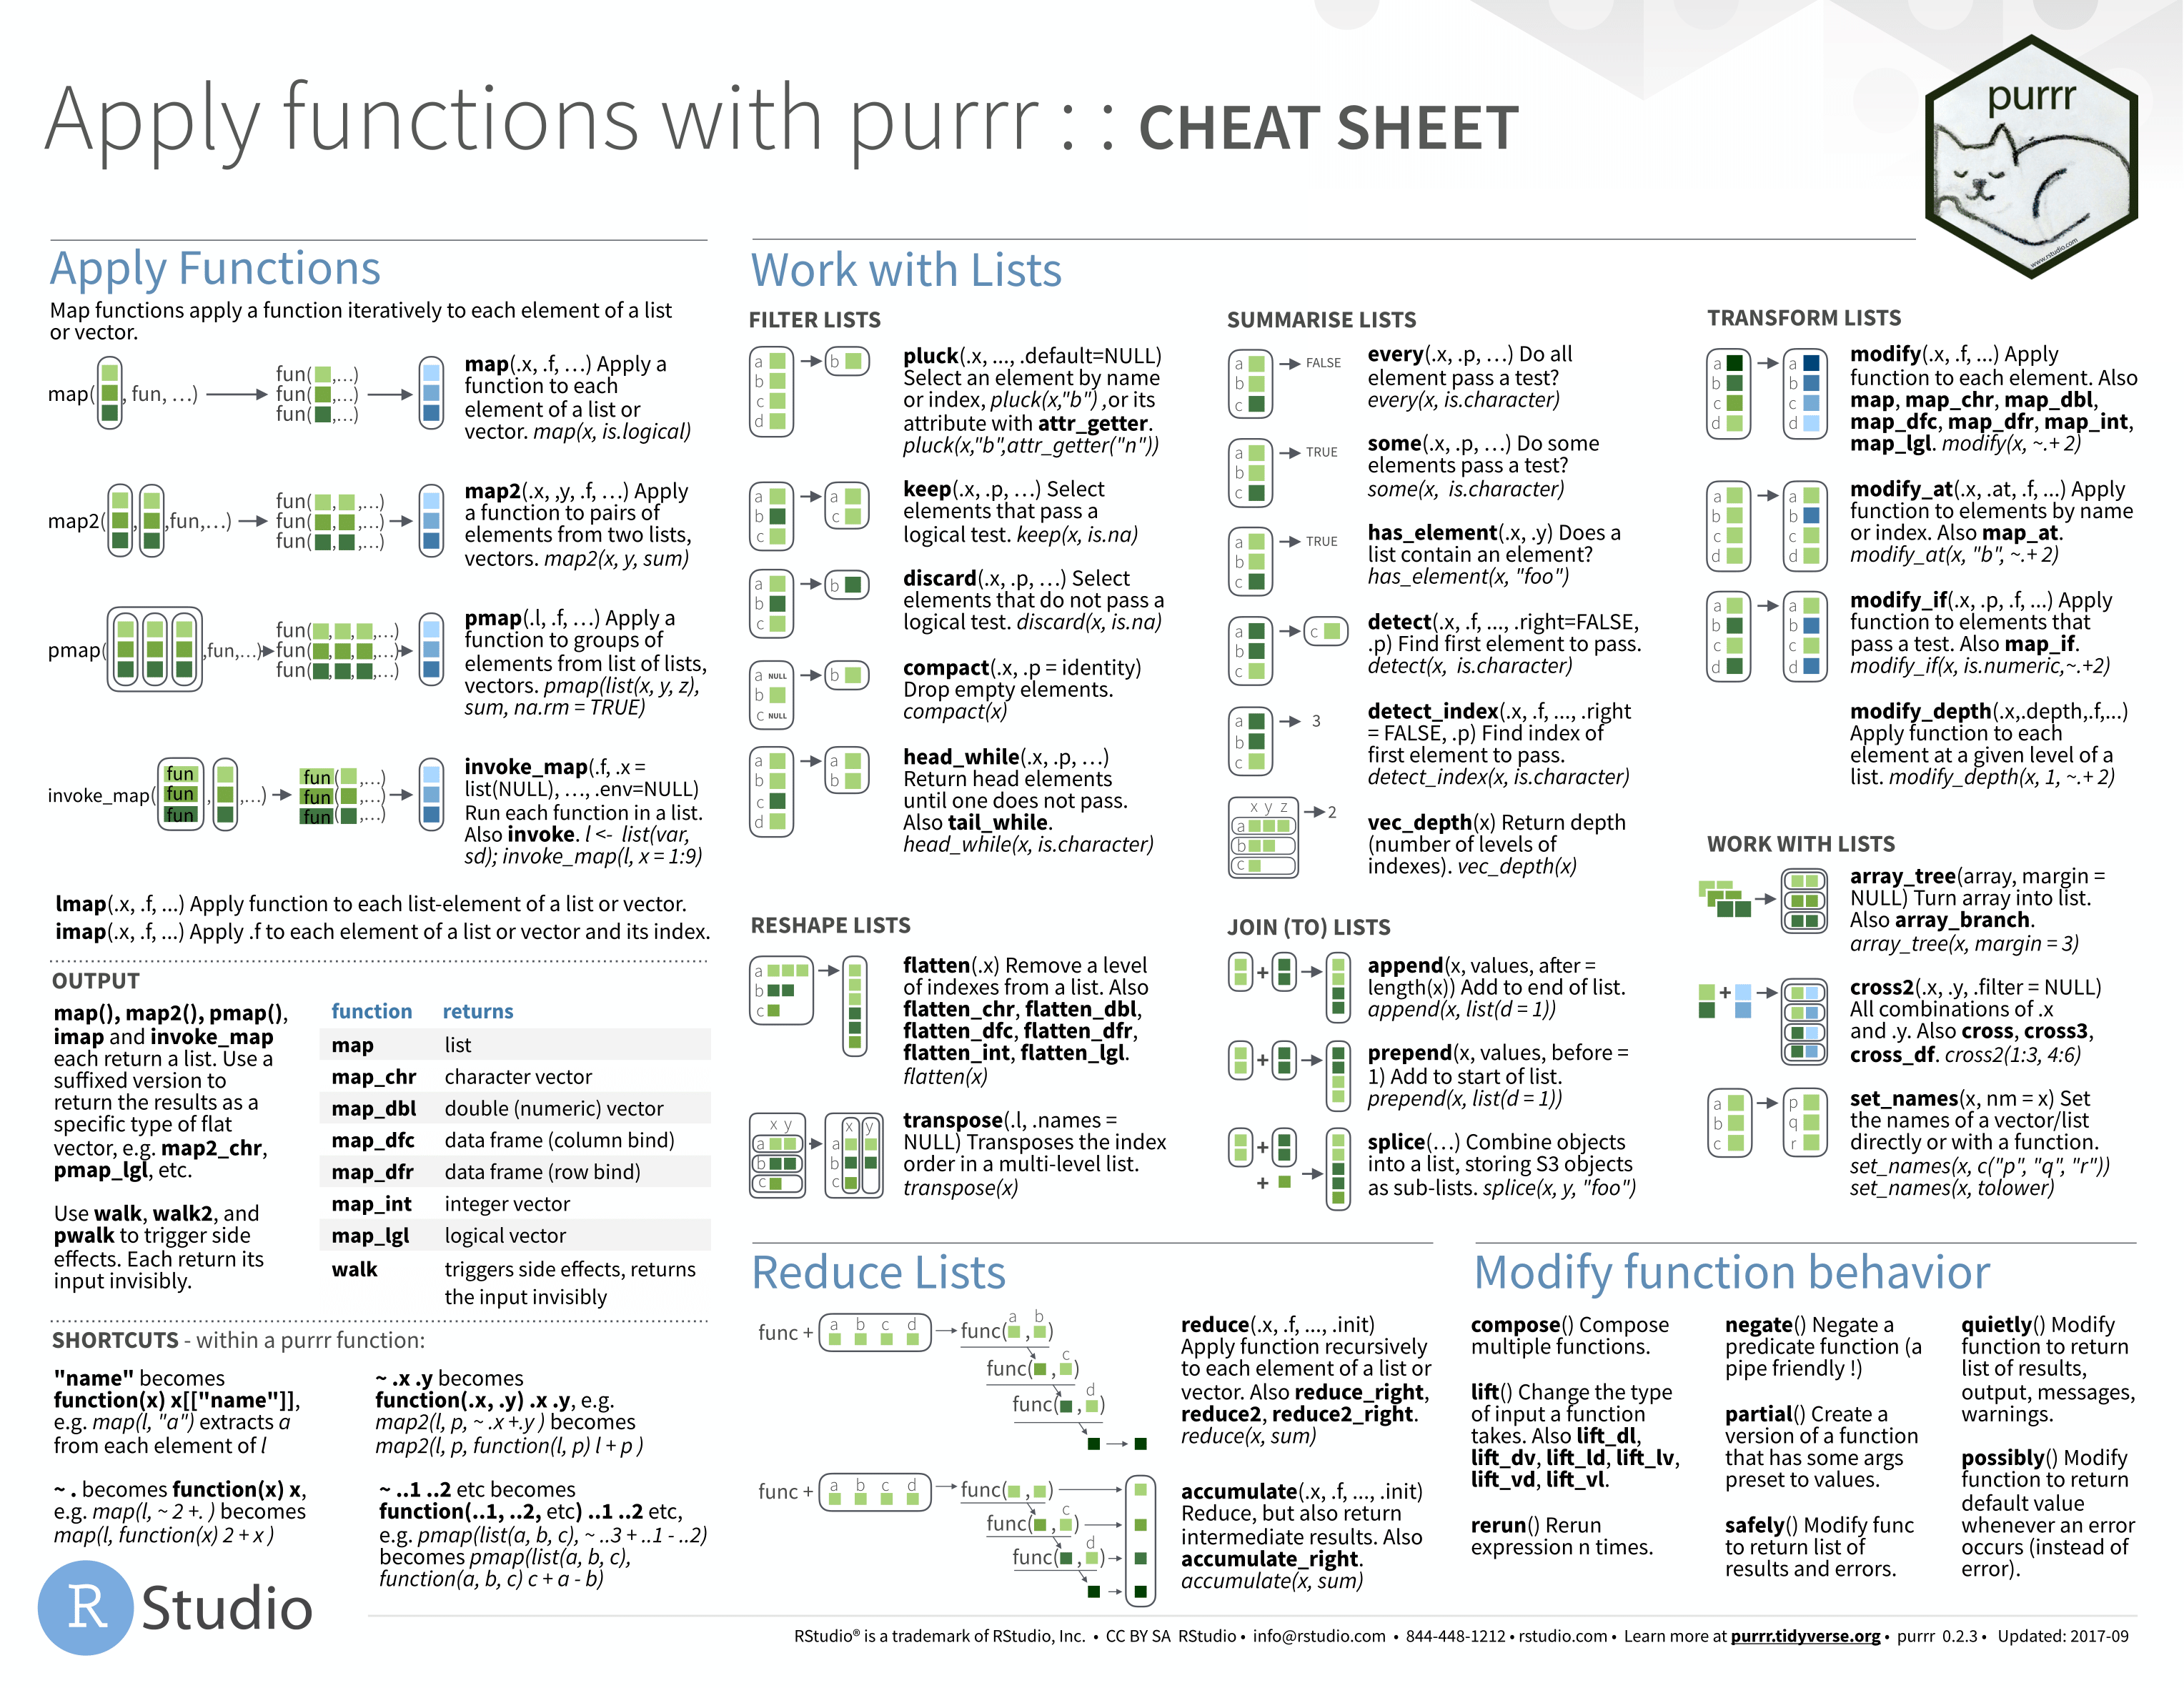 Apply functions with purrr : : CHEAT SHEET
purrr
www.rstudio.com
Apply Functions
Map functions apply a function iteratively to each element of a list
or vector.
map( , fun, …)
fun( ,…)
fun( ,…)
fun( ,…)
map(.x, .f, …) Apply a
function to each
element of a list or
vector. map(x, is.logical)
map2( , ,fun,…)
fun( , ,…)
fun( , ,…)
fun( , ,…)
map2(.x, ,y, .f, …) Apply
a function to pairs of
elements from two lists,
vectors. map2(x, y, sum)
pmap( ,fun,…)
fun( , , ,…)
fun( , , ,…)
fun( , , ,…)
pmap(.l, .f, …) Apply a
function to groups of
elements from list of lists,
vectors. pmap(list(x, y, z),
sum, na.rm = TRUE)
invoke_map( , ,…)
fun
fun
fun
fun( ,…)
fun( ,…)
fun( ,…)
invoke_map(.f, .x =
list(NULL), …, .env=NULL)
Run each function in a list.
Also invoke. l <- list(var,
sd); invoke_map(l, x = 1:9)
lmap(.x, .f, ...) Apply function to each list-element of a list or vector.
imap(.x, .f, ...) Apply .f to each element of a list or vector and its index.
OUTPUT
map(), map2(), pmap(),
imap and invoke_map
each return a list. Use a
suffixed version to
return the results as a
specific type of flat
vector, e.g. map2_chr,
pmap_lgl, etc.
Use walk, walk2, and
pwalk to trigger side
effects. Each return its
input invisibly.
function returns
map list
map_chr character vector
map_dbl double (numeric) vector
map_dfc data frame (column bind)
map_dfr data frame (row bind)
map_int integer vector
map_lgl logical vector
walk triggers side effects, returns
the input invisibly
SHORTCUTS - within a purrr function:
"name" becomes
function(x) x[["name"]],
e.g. map(l, "a") extracts a
from each element of l
~ . becomes function(x) x,
e.g. map(l, ~ 2 +. ) becomes
map(l, function(x) 2 + x )
~ .x .y becomes
function(.x, .y) .x .y, e.g.
map2(l, p, ~ .x +.y ) becomes
map2(l, p, function(l, p) l + p )
~ ..1 ..2 etc becomes
function(..1, ..2, etc) ..1 ..2 etc,
e.g. pmap(list(a, b, c), ~ ..3 + ..1 - ..2)
becomes pmap(list(a, b, c),
function(a, b, c) c + a - b)
R Studio
Work with Lists
FILTER LISTS
a
b
c
d
b
pluck(.x, ..., .default=NULL)
Select an element by name
or index, pluck(x,"b") ,or its
attribute with attr_getter.
pluck(x,"b",attr_getter("n"))
a
b
c
a
c
keep(.x, .p, …) Select
elements that pass a
logical test. keep(x, is.na)
a
b
c
b
discard(.x, .p, …) Select
elements that do not pass a
logical test. discard(x, is.na)
a NULL
b
c NULL
b
compact(.x, .p = identity)
Drop empty elements.
compact(x)
a
b
c
d
a
b
head_while(.x, .p, …)
Return head elements
until one does not pass.
Also tail_while.
head_while(x, is.character)
RESHAPE LISTS
a
b
c
flatten(.x) Remove a level
of indexes from a list. Also
flatten_chr, flatten_dbl,
flatten_dfc, flatten_dfr,
flatten_int, flatten_lgl.
flatten(x)
x y
a
b
c
x y
a
b
c
transpose(.l, .names =
NULL) Transposes the index
order in a multi-level list.
transpose(x)
SUMMARISE LISTS
a
b
c
FALSE
every(.x, .p, …) Do all
element pass a test?
every(x, is.character)
a
b
c
TRUE
some(.x, .p, …) Do some
elements pass a test?
some(x, is.character)
a
b
c
TRUE
has_element(.x, .y) Does a
list contain an element?
has_element(x, "foo")
a
b
c
c
detect(.x, .f, ..., .right=FALSE,
.p) Find first element to pass.
detect(x, is.character)
a
b
c
3
detect_index(.x, .f, ..., .right
= FALSE, .p) Find index of
first element to pass.
detect_index(x, is.character)
x y z
a
b
c
2
vec_depth(x) Return depth
(number of levels of
indexes). vec_depth(x)
JOIN (TO) LISTS
+
append(x, values, after =
length(x)) Add to end of list.
append(x, list(d = 1))
+
prepend(x, values, before =
1) Add to start of list.
prepend(x, list(d = 1))
+
+
splice(…) Combine objects
into a list, storing S3 objects
as sub-lists. splice(x, y, "foo")
TRANSFORM LISTS
a
b
c
d
a
b
c
d
modify(.x, .f, ...) Apply
function to each element. Also
map, map_chr, map_dbl,
map_dfc, map_dfr, map_int,
map_lgl. modify(x, ~.+ 2)
a
b
c
d
a
b
c
d
modify_at(.x, .at, .f, ...) Apply
function to elements by name
or index. Also map_at.
modify_at(x, "b", ~.+ 2)
a
b
c
d
a
b
c
d
modify_if(.x, .p, .f, ...) Apply
function to elements that
pass a test. Also map_if.
modify_if(x, is.numeric,~.+2)
modify_depth(.x,.depth,.f,...)
Apply function to each
element at a given level of a
list. modify_depth(x, 1, ~.+ 2)
WORK WITH LISTS
array_tree(array, margin =
NULL) Turn array into list.
Also array_branch.
array_tree(x, margin = 3)
+
cross2(.x, .y, .filter = NULL)
All combinations of .x
and .y. Also cross, cross3,
cross_df. cross2(1:3, 4:6)
a
b
c
p
q
r
set_names(x, nm = x) Set
the names of a vector/list
directly or with a function.
set_names(x, c("p", "q", "r"))
set_names(x, tolower)
Reduce Lists
func + a b c d
a b
func( , )
c
func( , )
d
func( , )
reduce(.x, .f, ..., .init)
Apply function recursively
to each element of a list or
vector. Also reduce_right,
reduce2, reduce2_right.
reduce(x, sum)
func + a b c d
func( , )
c
func( , )
d
func( , )
accumulate(.x, .f, ..., .init)
Reduce, but also return
intermediate results. Also
accumulate_right.
accumulate(x, sum)
Modify function behavior
compose() Compose
multiple functions.
lift() Change the type
of input a function
takes. Also lift_dl,
lift_dv, lift_ld, lift_lv,
lift_vd, lift_vl.
rerun() Rerun
expression n times.
negate() Negate a
predicate function (a
pipe friendly !)
partial() Create a
version of a function
that has some args
preset to values.
safely() Modify func
to return list of
results and errors.
quietly() Modify
function to return
list of results,
output, messages,
warnings.
possibly() Modify
function to return
default value
whenever an error
occurs (instead of
error).
RStudio® is a trademark of RStudio, Inc. • CC BY SA RStudio • info@rstudio.com • 844-448-1212 • rstudio.com • Learn more at purrr.tidyverse.org • purrr 0.2.3 • Updated: 2017-09